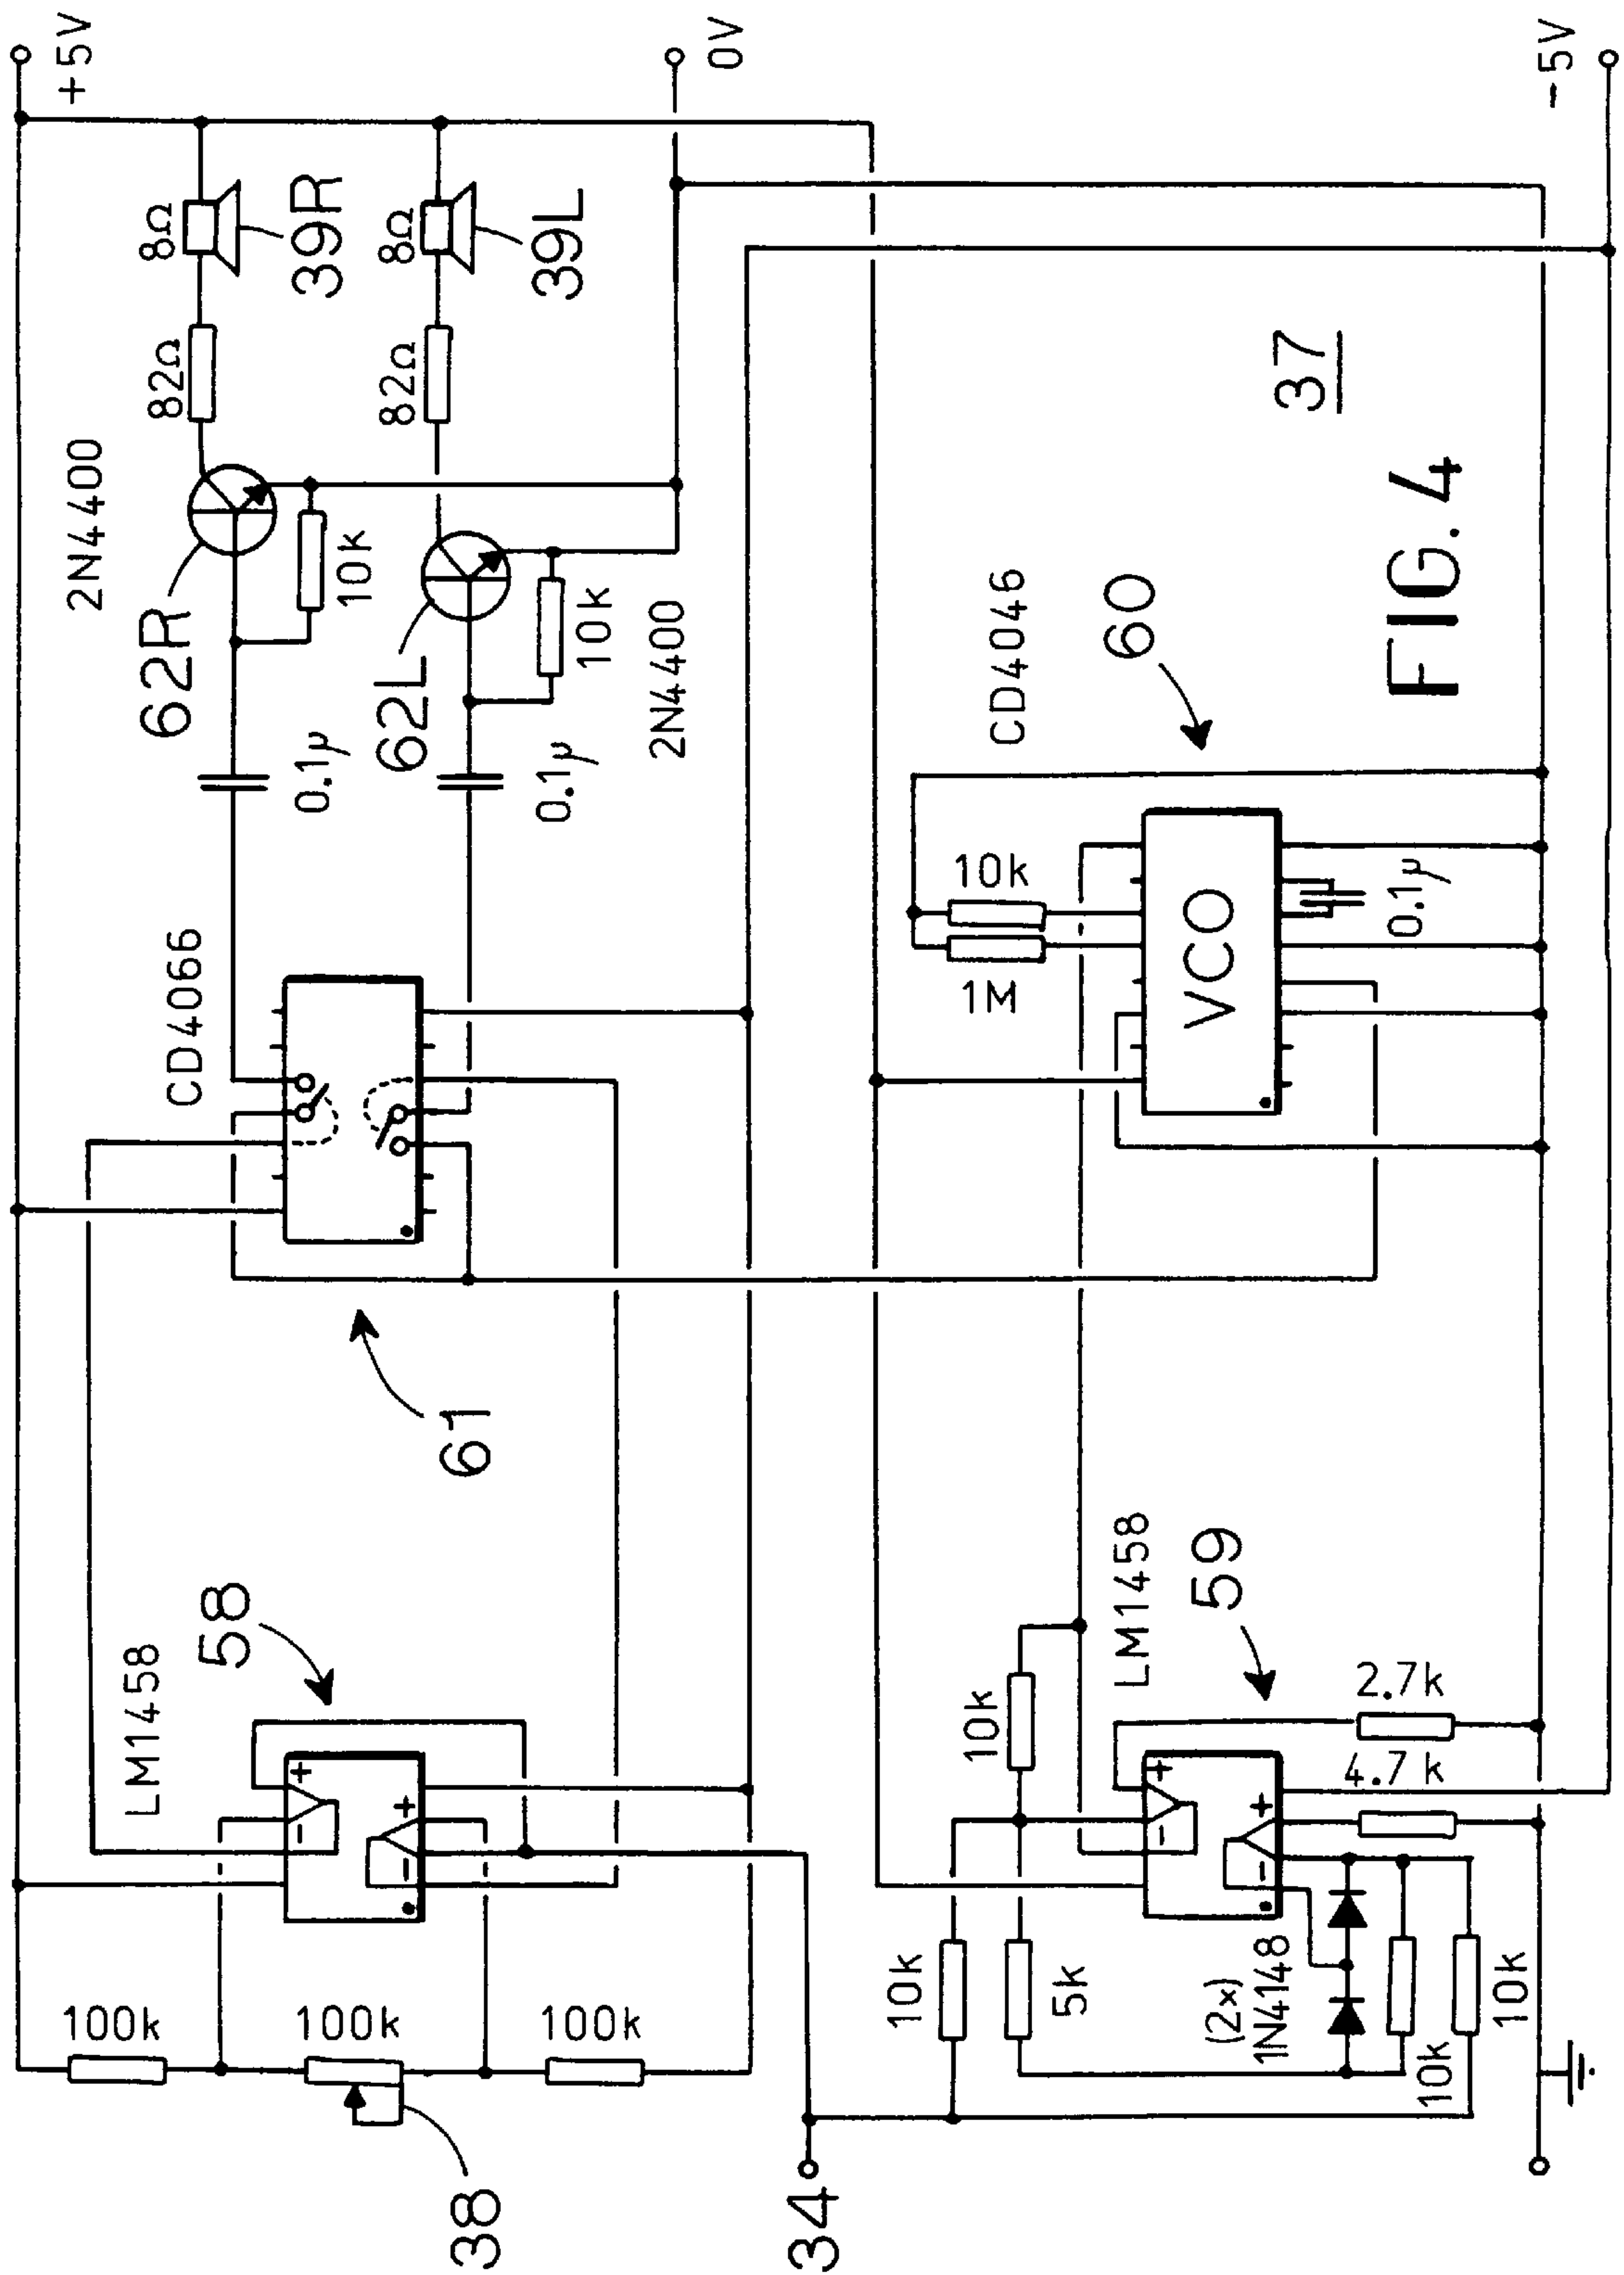 +5V
0V
-5V
8Ω
39R
8Ω
39L
82Ω
82Ω
2N4400
62R
10k
0.1µ
62L
10k
2N4400
0.1µ
37
FIG. 4
CD4066
61
CD4046
60
10k
1M
VCO
0.1µ
LM1458
58
+
-
+
-
100k
100k
100k
38
34
LM1458
59
10k
2.7k
4.7k
+
-
+
-
10k
5k
(2x)
1N4148
10k
10k